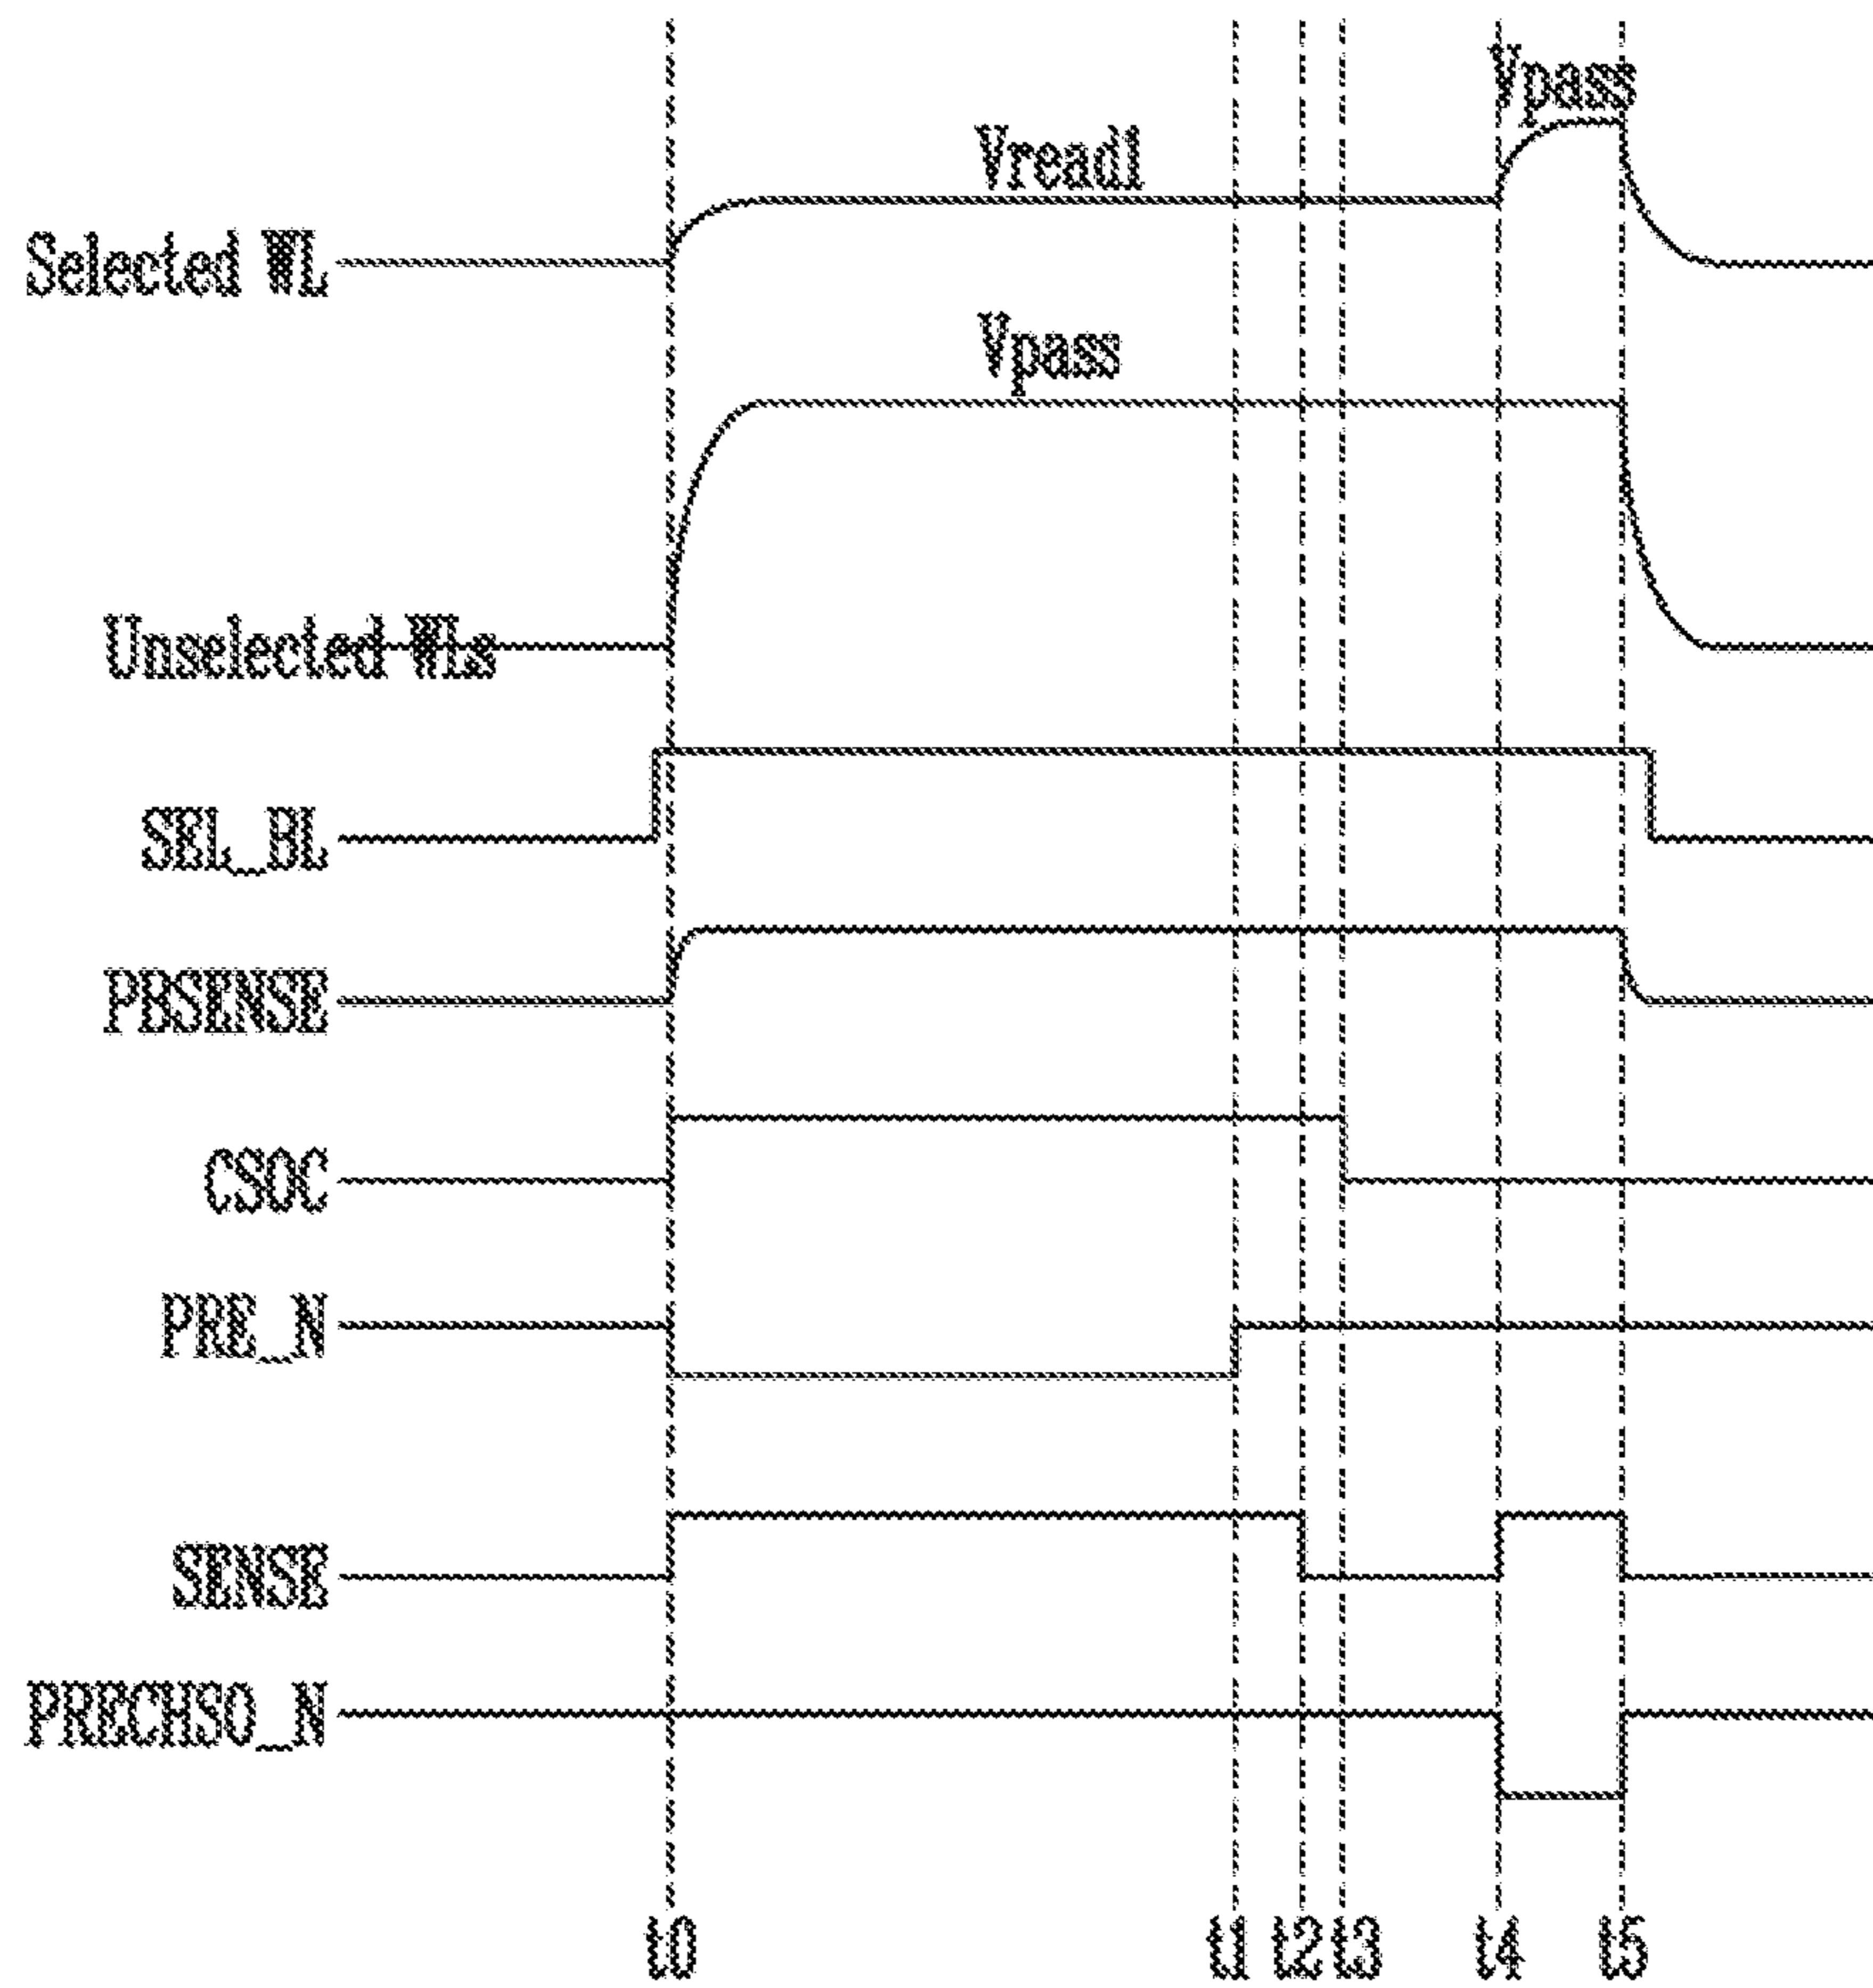 Vpass
Vread1
Selected WL
Vpass
Unselected WLs
SEL_BL
PBSENSE
CSOC
PRE_N
SENSE
PRECHSO_N
t0 t1 t2 t3 t4 t5